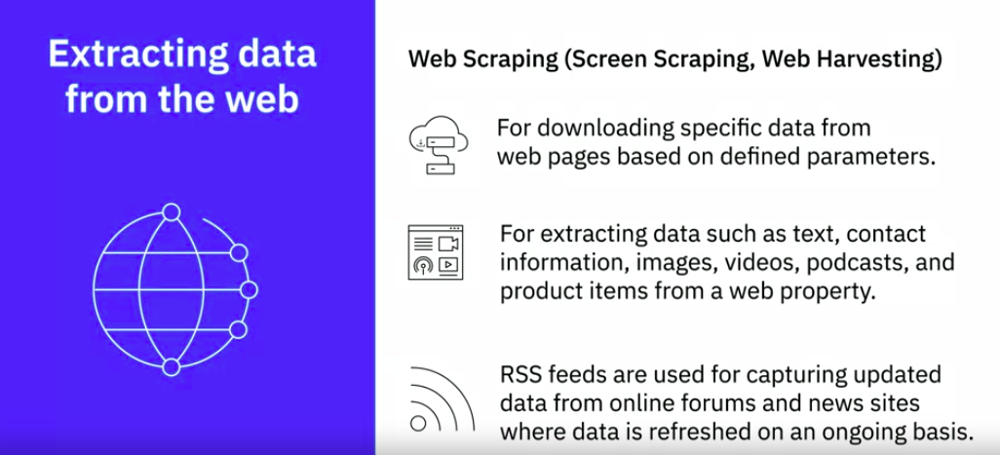 Extracting data
from the web
Web Scraping (Screen Scraping, Web Harvesting)
For downloading specific data from
web pages based on defined parameters.
For extracting data such as text, contact
information, images, videos, podcasts, and
product items from a web property.
RSS feeds are used for capturing updated
data from online forums and news sites
where data is refreshed on an ongoing basis.